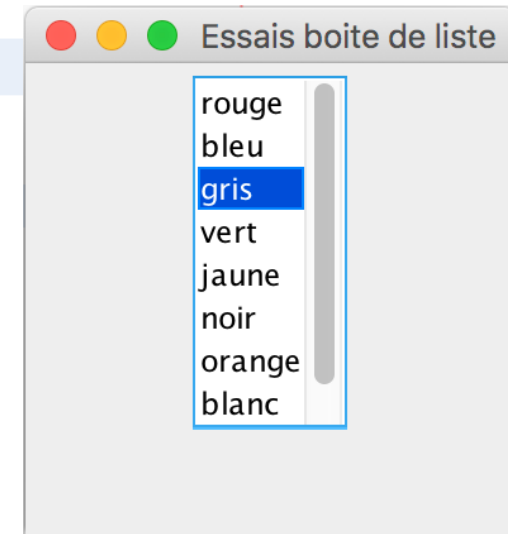 Essais boite de liste
rouge
bleu
gris
vert
jaune
noir
orange
blanc